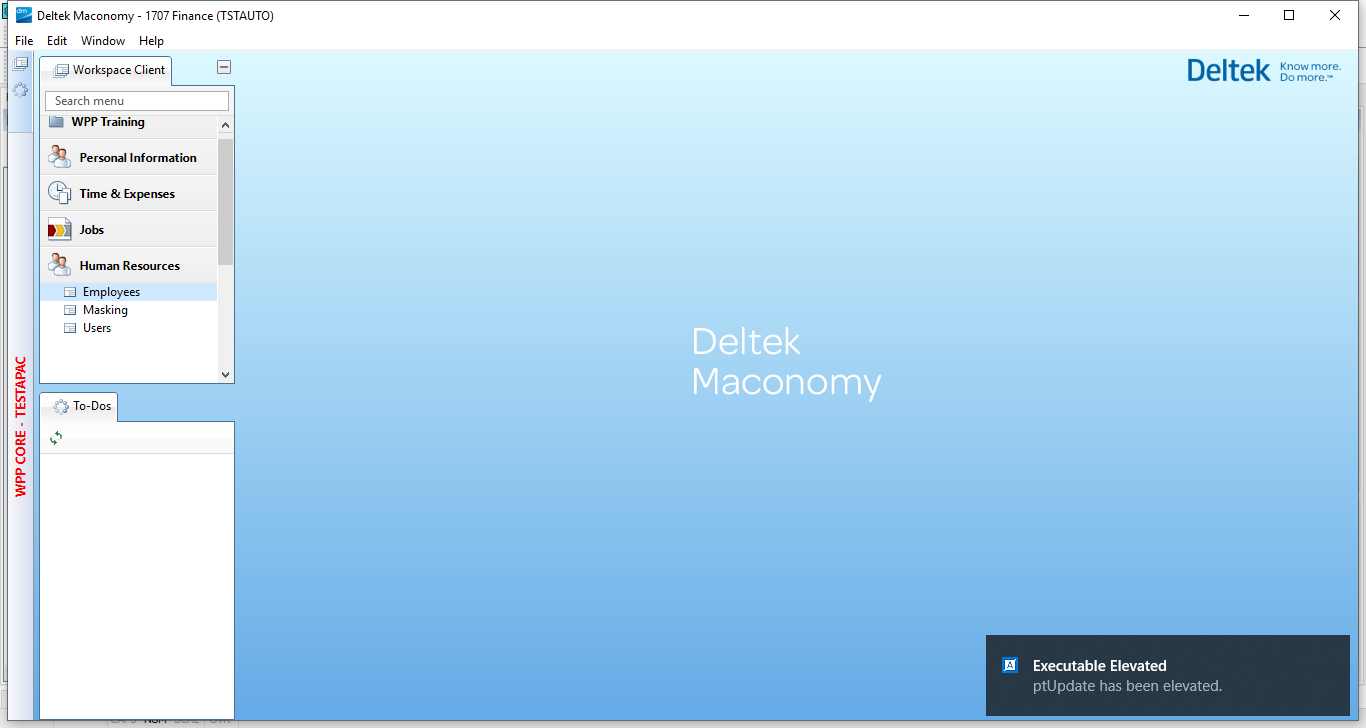 Deltek Maconomy - 1707 Finance (TSTAUTO)
File Edit Window Help
Workspace Client
Search menu
WPP Training
Personal Information
Time & Expenses
Jobs
Human Resources
Employees
Masking
Users
To-Dos
WPP CORE - TESTAPAC
Deltek Know more.
Do more.™
Deltek
Maconomy
Executable Elevated
ptUpdate has been elevated.